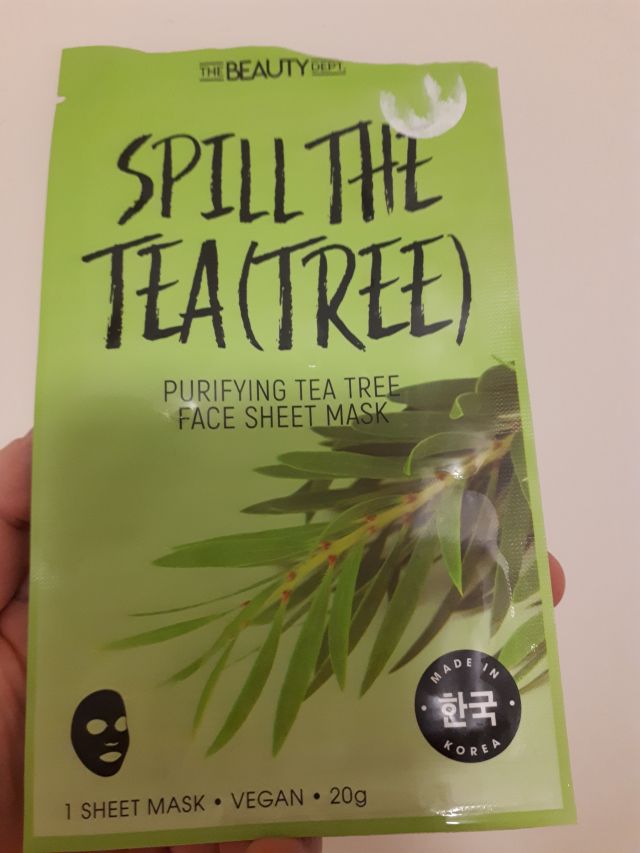 THE BEAUTY DEPT.
SPILL THE
TEA (TREE)
PURIFYING TEA TREE
FACE SHEET MASK
MADE IN
한국
KOREA
1 SHEET MASK • VEGAN • 20g